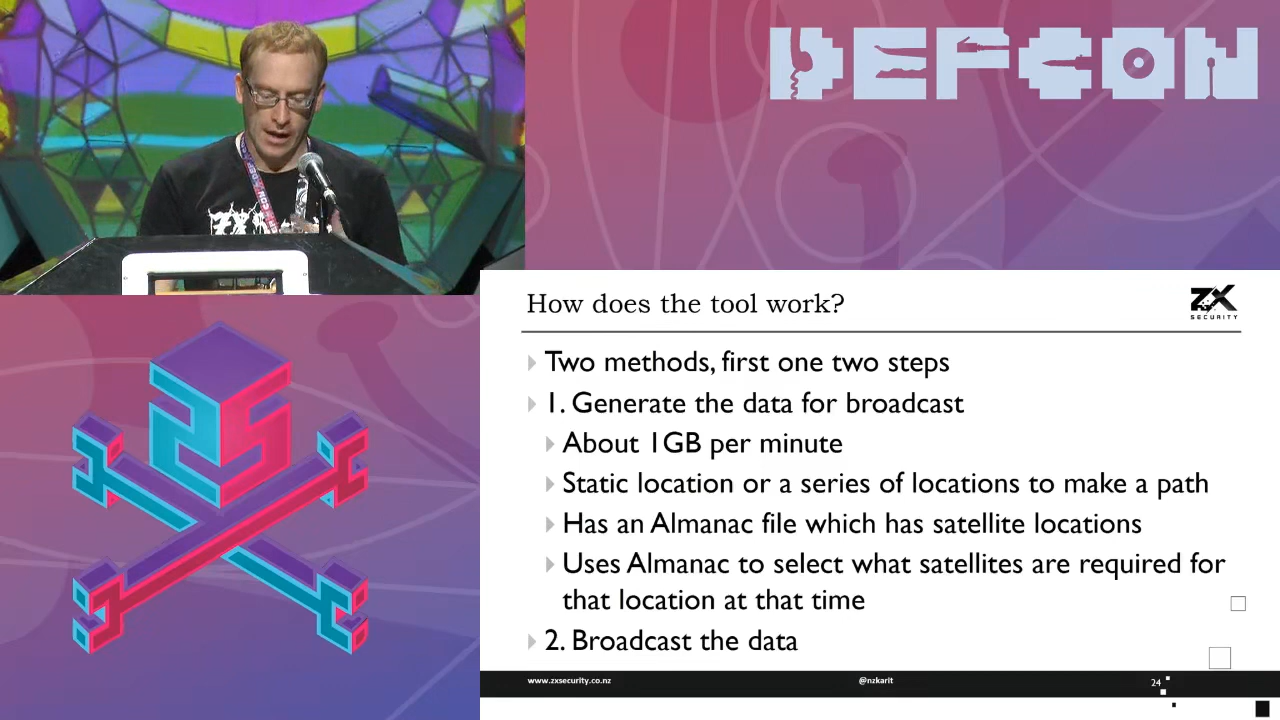 DEFCON
ZX
How does the tool work?
ZX
SECURITY
Two methods, first one two steps
1. Generate the data for broadcast
About 1GB per minute
Static location or a series of locations to make a path
Has an Almanac file which has satellite locations
Uses Almanac to select what satellites are required for
that location at that time
2. Broadcast the data
www.zxsecurity.co.nz
@nzkarit
24
25